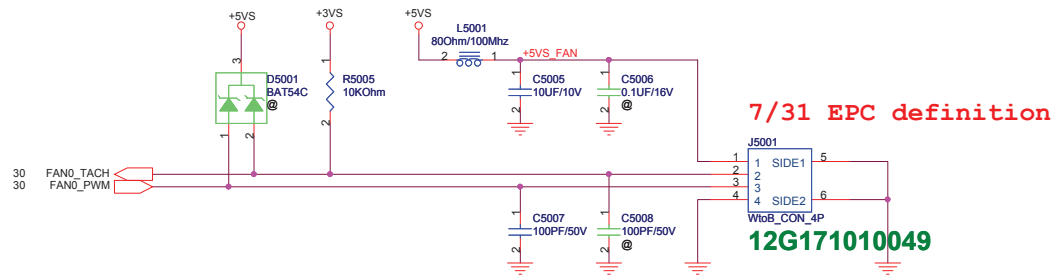 +5VS +3VS +5VS
L5001
80Ohm/100Mhz
2 1 +5VS_FAN
3 1
D5001 R5005 C5005 C5006
BAT54C 10KOhm 10UF/10V 0.1UF/16V
@ @
1 2 2 2 2
7/31 EPC definition
J5001
1 1 SIDE1 5
30 FAN0_TACH 2 2
30 FAN0_PWM 3 3
4 4 SIDE2 6
1 1
C5007 C5008 WtoB_CON_4P
100PF/50V 100PF/50V 12G171010049
2 2 @